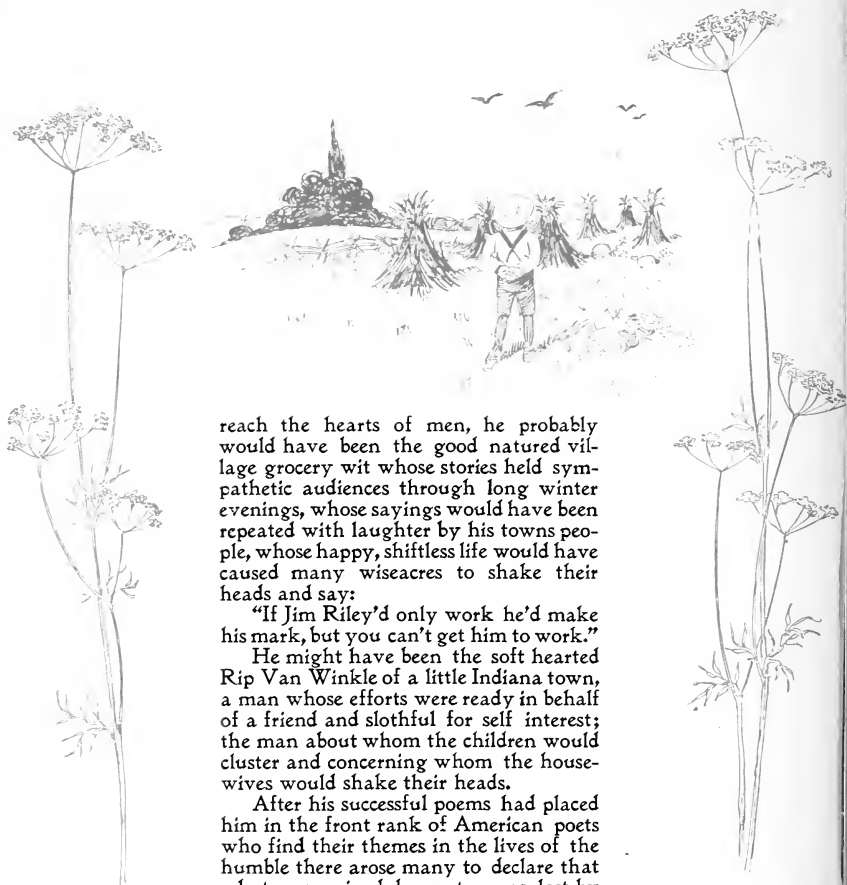 reach the hearts of men, he probably
would have been the good natured vil-
lage grocery wit whose stories held sym-
pathetic audiences through long winter
evenings, whose sayings would have been
repeated with laughter by his towns peo-
ple, whose happy, shiftless life would have
caused many wiseacres to shake their
heads and say:
“If Jim Riley’d only work he’d make
his mark, but you can’t get him to work.”
He might have been the soft hearted
Rip Van Winkle of a little Indiana town,
a man whose efforts were ready in behalf
of a friend and slothful for self interest;
the man about whom the children would
cluster and concerning whom the house-
wives would shake their heads.
After his successful poems had placed
him in the front rank of American poets
who find their themes in the lives of the
humble there arose many to declare that